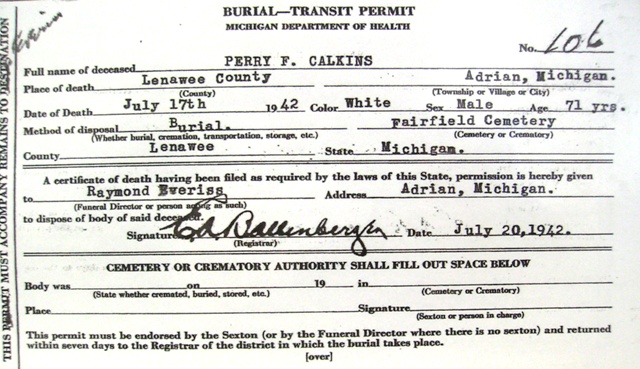 BURIAL—TRANSIT PERMIT
MICHIGAN DEPARTMENT OF HEALTH
No. 106
Full name of deceased PERRY F. CALKINS
Place of death Lenawee County Adrian, Michigan.
(County) (Township or Village or City)
Date of Death July 17th 1942 Color White Sex Male Age 71 yrs.
Method of disposal Burial. Fairfield Cemetery
(Whether burial, cremation, transportation, storage, etc.) (Cemetery or Crematory)
County Lenawee State Michigan.
A certificate of death having been filed as required by the laws of this State, permission is hereby given
to Raymond Everiss Address Adrian, Michigan.
(Funeral Director or person acting as such)
to dispose of body of said deceased.
Signature Ed Ballenberger Date July 20,1942.
(Registrar)
CEMETERY OR CREMATORY AUTHORITY SHALL FILL OUT SPACE BELOW
Body was on 19 in
(State whether cremated, buried, stored, etc.) (Cemetery or Crematory)
Place Signature
(Sexton or person in charge)
This permit must be endorsed by the Sexton (or by the Funeral Director where there is no sexton) and returned
within seven days to the Registrar of the district in which the burial takes place.
[over]
THIS PERMIT MUST ACCOMPANY REMAINS TO DESTINATION